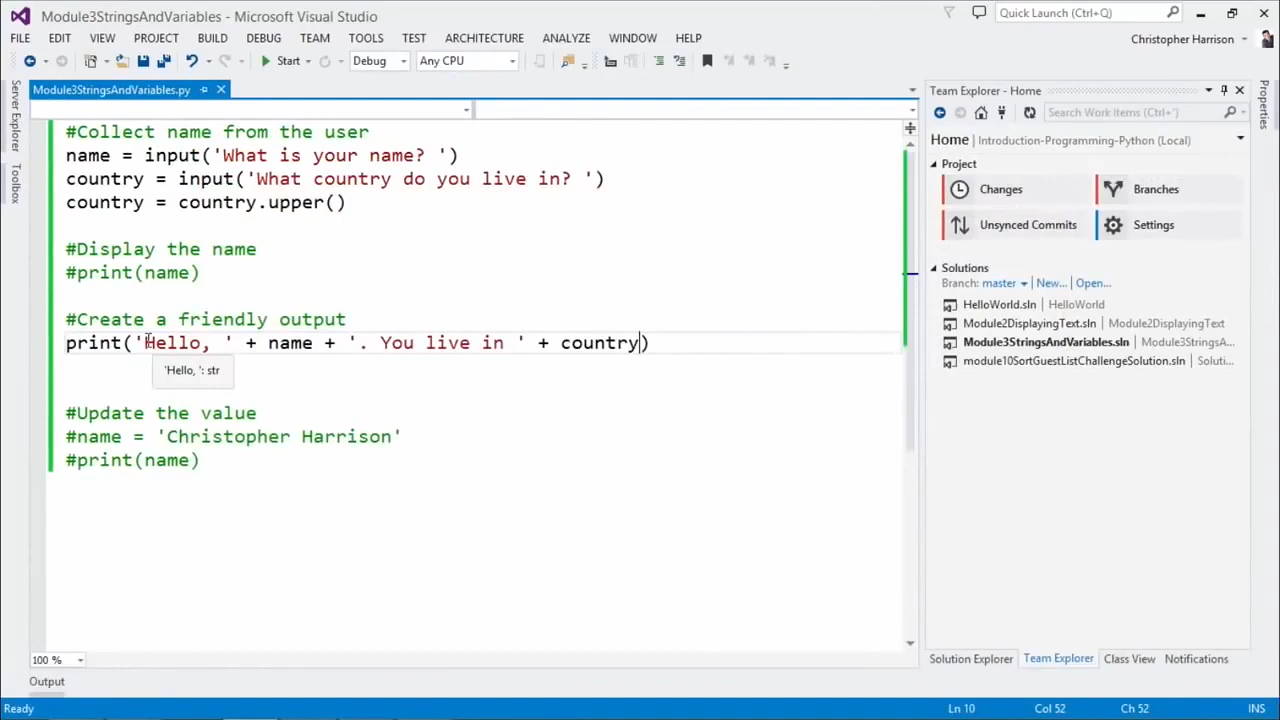 Module3StringsAndVariables - Microsoft Visual Studio
Quick Launch (Ctrl+Q)
FILE EDIT VIEW PROJECT BUILD DEBUG TEAM TOOLS TEST ARCHITECTURE ANALYZE WINDOW HELP
Christopher Harrison
Start Debug Any CPU
Server Explorer
Toolbox
Module3StringsAndVariables.py
#Collect name from the user
name = input('What is your name? ')
country = input('What country do you live in? ')
country = country.upper()
#Display the name
#print(name)
#Create a friendly output
print('Hello, ' + name + '. You live in ' + country)
'Hello, ': str
#Update the value
#name = 'Christopher Harrison'
#print(name)
100 %
Team Explorer - Home
Search Work Items (Ctrl+')
Home | Introduction-Programming-Python (Local)
Project
Changes
Branches
Unsynced Commits
Settings
Solutions
Branch: master | New... | Open...
HelloWorld.sln | HelloWorld
Module2DisplayingText.sln | Module2DisplayingText
Module3StringsAndVariables.sln | Module3StringsA...
module10SortGuestListChallengeSolution.sln | Soluti...
Solution Explorer Team Explorer Class View Notifications
Properties
Output
Ready Ln 10 Col 52 Ch 52 INS